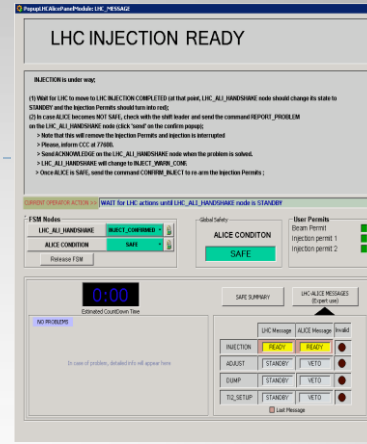 PopupLHCAlicePanelModule: LHC_MESSAGE
LHC INJECTION READY
INJECTION is under way;
(1) Wait for LHC to move to LHC INJECTION COMPLETED (at that point, LHC_ALI_HANDSHAKE node should change its state to
STANDBY and the Injection Permits should turn into red);
(2) In case ALICE becomes NOT SAFE, check with the shift leader and send the command REPORT_PROBLEM
on the LHC_ALI_HANDSHAKE node (click 'send' on the confirm popup);
> Note that this will remove the Injection Permits and injection is interrupted
> Please, inform CCC at 77600.
> Send ACKNOWLEDGE on the LHC_ALI_HANDSHAKE node when the problem is solved.
> LHC_ALI_HANDSHAKE will change to INJECT_WARN_CONF.
> Once ALICE is SAFE, send the command CONFIRM_INJECT to re-arm the Injection Permits ;
CURRENT OPERATOR ACTION >> WAIT for LHC actions until LHC_ALI_HANDSHAKE node is STANDBY
FSM Nodes
LHC_ALI_HANDSHAKE INJECT_CONFIRMED
ALICE CONDITION SAFE
Release FSM
Global Safety
ALICE CONDITON
SAFE
User Permits
Beam Permit
Injection permit 1
Injection permit 2
0:00
Estimated CountDown Time
NO PROBLEMS
In case of problem, detailed info will appear here
SAFE SUMMARY
LHC-ALICE MESSAGES
(Expert use)
LHC Message ALICE Message Invalid
INJECTION READY READY
ADJUST STANDBY VETO
DUMP STANDBY VETO
TI2_SETUP STANDBY VETO
Last Message